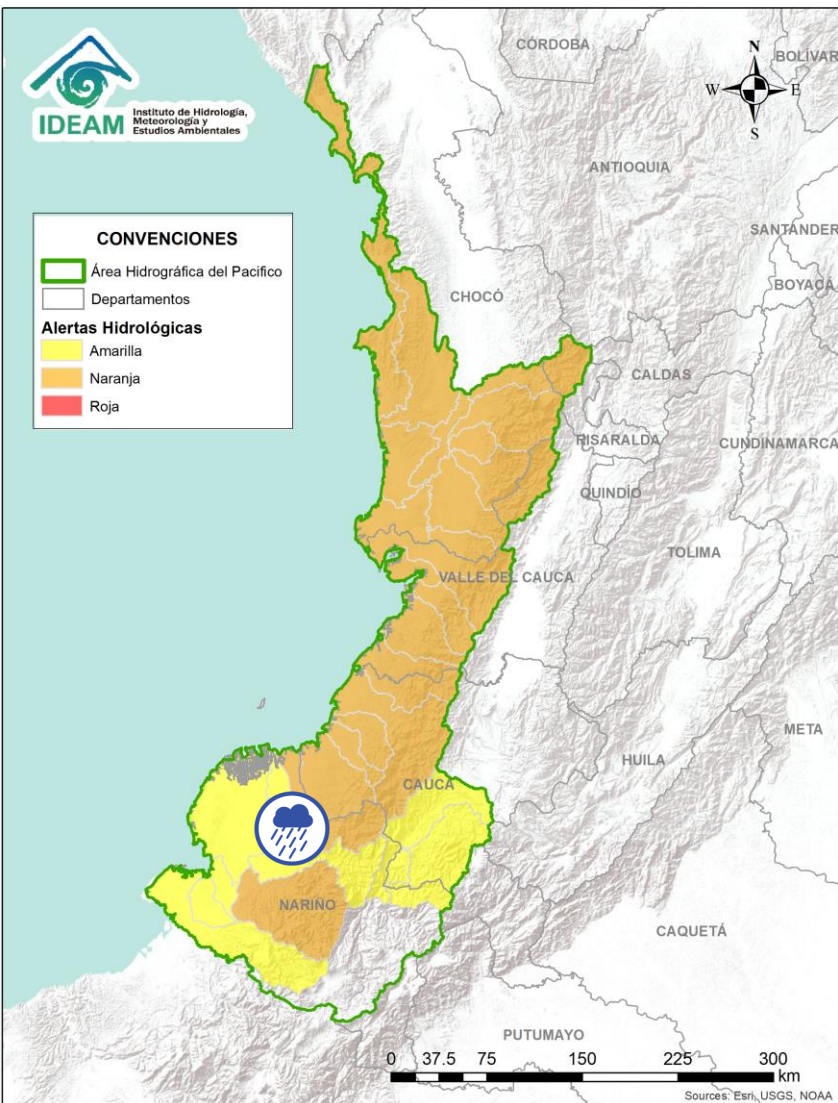 IDEAM
Instituto de Hidrología,
Meteorología y
Estudios Ambientales
N
W
E
S
CÓRDOBA
BOLÍVAR
ANTIOQUIA
SANTANDER
BOYACÁ
CHOCÓ
CALDAS
RISARALDA
CUNDINAMARCA
QUINDÍO
TOLIMA
VALLE DEL CAUCA
META
HUILA
CAUCA
NARIÑO
CAQUETÁ
PUTUMAYO
CONVENCIONES
Área Hidrográfica del Pacifico
Departamentos
Alertas Hidrológicas
Amarilla
Naranja
Roja
0 37.5 75 150 225 300
km
Sources: Esri, USGS, NOAA